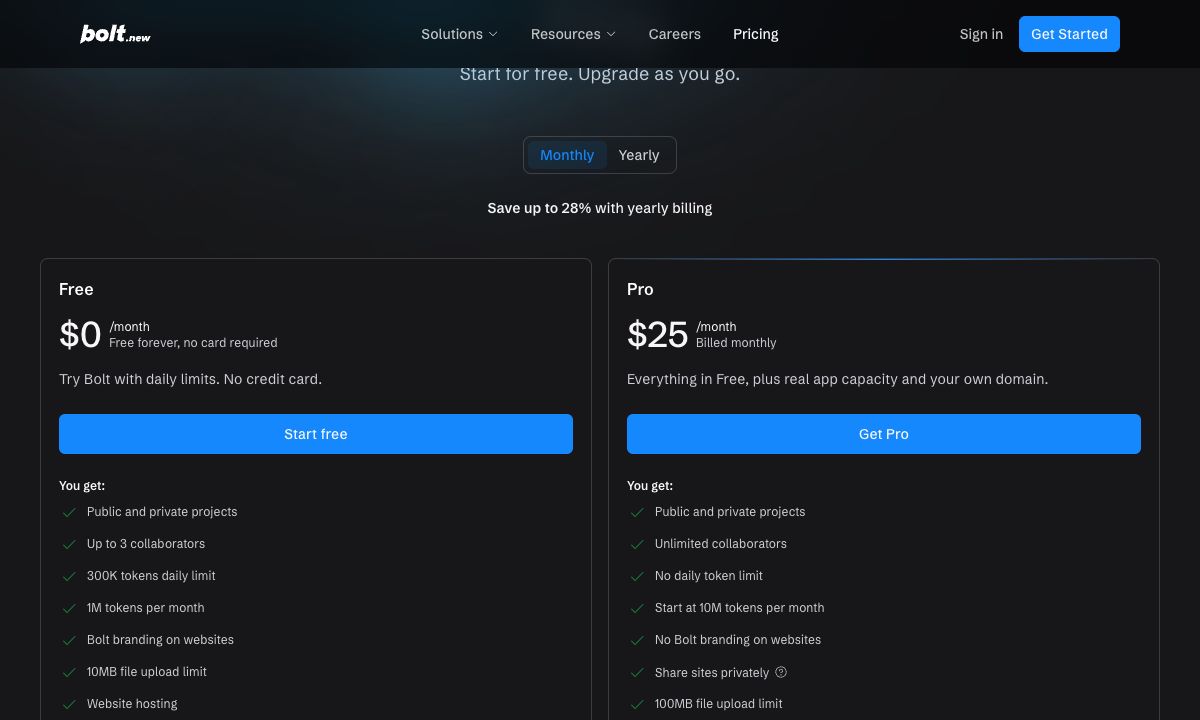 bolt.new
Solutions
Resources
Careers
Pricing
Sign in
Get Started
Start for free. Upgrade as you go.
Monthly
Yearly
Save up to 28% with yearly billing
Free
$0
/month
Free forever, no card required
Try Bolt with daily limits. No credit card.
Start free
You get:
Public and private projects
Up to 3 collaborators
300K tokens daily limit
1M tokens per month
Bolt branding on websites
10MB file upload limit
Website hosting
Pro
$25
/month
Billed monthly
Everything in Free, plus real app capacity and your own domain.
Get Pro
You get:
Public and private projects
Unlimited collaborators
No daily token limit
Start at 10M tokens per month
No Bolt branding on websites
Share sites privately
100MB file upload limit